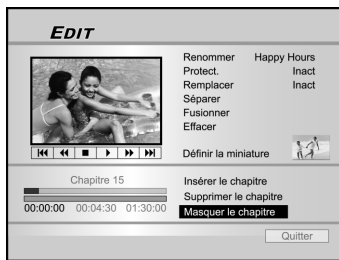 EDIT
Renommer Happy Hours
Protect. Inact
Remplacer Inact
Séparer
Fusionner
Effacer
Définir la miniature
Chapitre 15
00:00:00 00:04:30 01:30:00
Insérer le chapitre
Supprimer le chapitre
Masquer le chapitre
Quitter